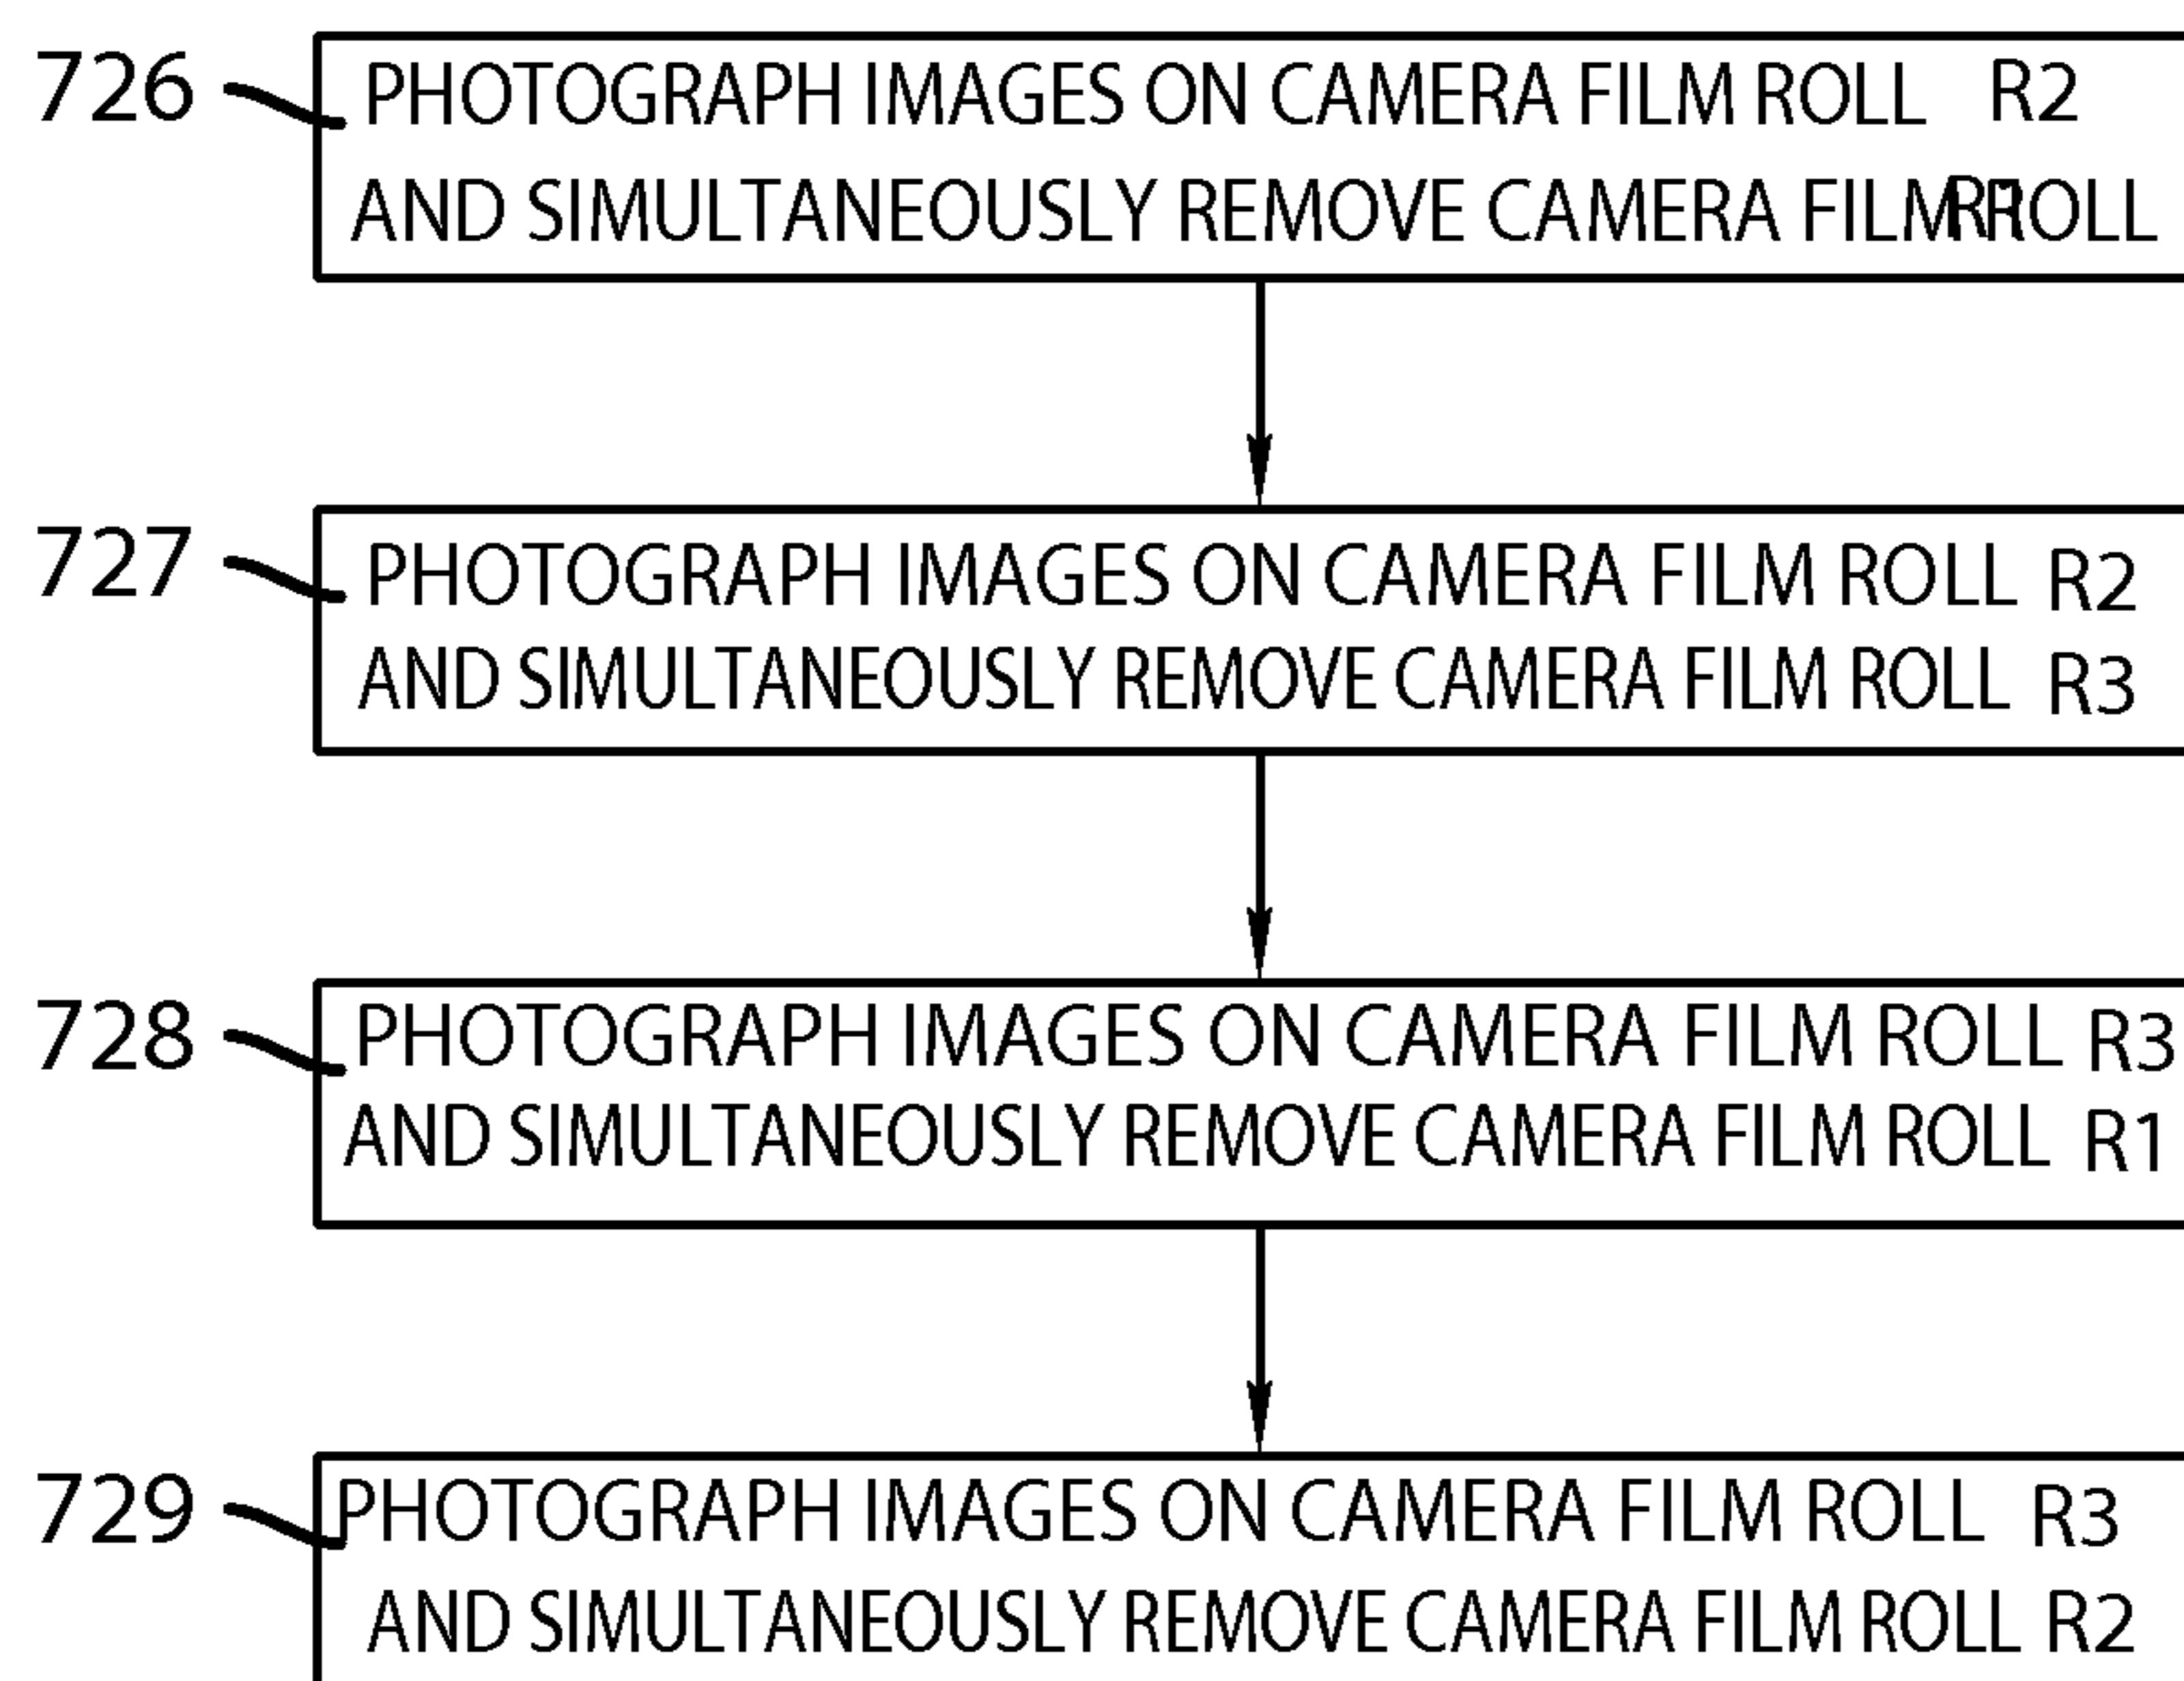 726 PHOTOGRAPH IMAGES ON CAMERA FILM ROLL R2
AND SIMULTANEOUSLY REMOVE CAMERA FILM ROLL R1
727 PHOTOGRAPH IMAGES ON CAMERA FILM ROLL R2
AND SIMULTANEOUSLY REMOVE CAMERA FILM ROLL R3
728 PHOTOGRAPH IMAGES ON CAMERA FILM ROLL R3
AND SIMULTANEOUSLY REMOVE CAMERA FILM ROLL R1
729 PHOTOGRAPH IMAGES ON CAMERA FILM ROLL R3
AND SIMULTANEOUSLY REMOVE CAMERA FILM ROLL R2